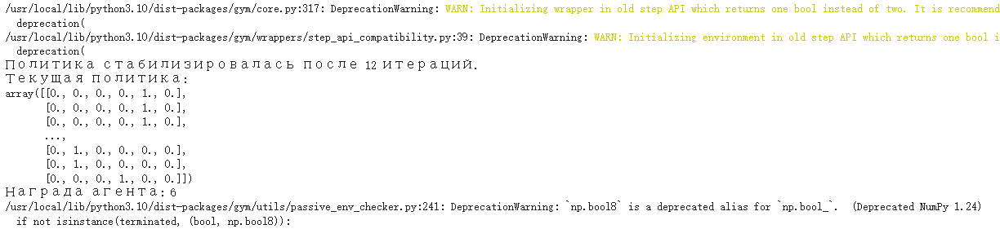 /usr/local/lib/python3.10/dist-packages/gym/core.py:317: DeprecationWarning: WARN: Initializing wrapper in old step API which returns one bool instead of two. It is recommend
  deprecation(
/usr/local/lib/python3.10/dist-packages/gym/wrappers/step_api_compatibility.py:39: DeprecationWarning: WARN: Initializing environment in old step API which returns one bool i
  deprecation(
Политика стабилизировалась после 12 итераций.
Текущая политика:
array([[0., 0., 0., 0., 1., 0.],
       [0., 0., 0., 0., 1., 0.],
       [0., 0., 0., 0., 1., 0.],
       ...,
       [0., 1., 0., 0., 0., 0.],
       [0., 1., 0., 0., 0., 0.],
       [0., 0., 0., 1., 0., 0.]])
Награда агента: 6
/usr/local/lib/python3.10/dist-packages/gym/utils/passive_env_checker.py:241: DeprecationWarning: `np.bool8` is a deprecated alias for `np.bool_`.  (Deprecated NumPy 1.24)
  if not isinstance(terminated, (bool, np.bool8)):